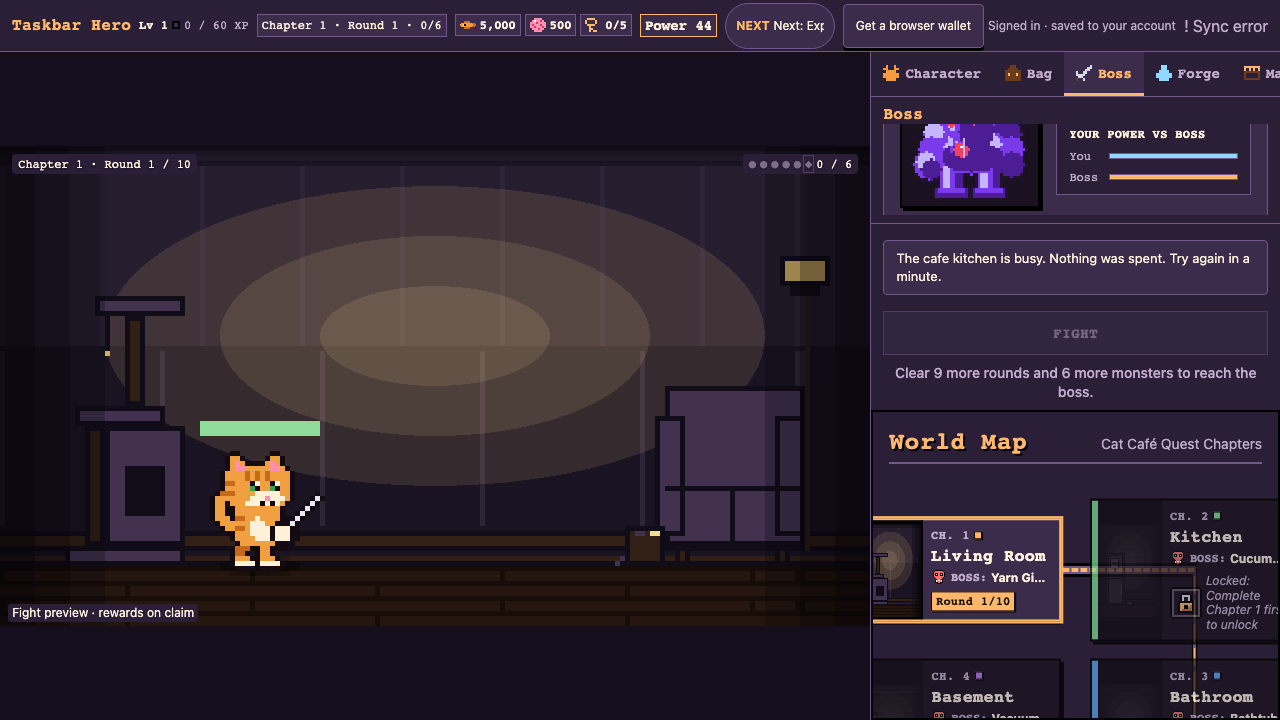 Taskbar Hero Lv 1 0 / 60 XP Chapter 1 · Round 1 · 0/6 5,000 500 0/5 Power 44 NEXT Next: Exp Get a browser wallet Signed in · saved to your account ! Sync error
Character Bag Boss Forge Ma
Boss
YOUR POWER VS BOSS
You
Boss
Chapter 1 · Round 1 / 10
0 / 6
The cafe kitchen is busy. Nothing was spent. Try again in a
minute.
FIGHT
Clear 9 more rounds and 6 more monsters to reach the
boss.
World Map Cat Café Quest Chapters
CH. 1
Living Room
BOSS: Yarn Gi...
Round 1/10
CH. 2
Kitchen
BOSS: Cucum...
Locked:
Complete
Chapter 1 firs
to unlock
Fight preview · rewards on claim
CH. 4
Basement
BOSS: Vacuum
CH. 3
Bathroom
BOSS: Bathtub